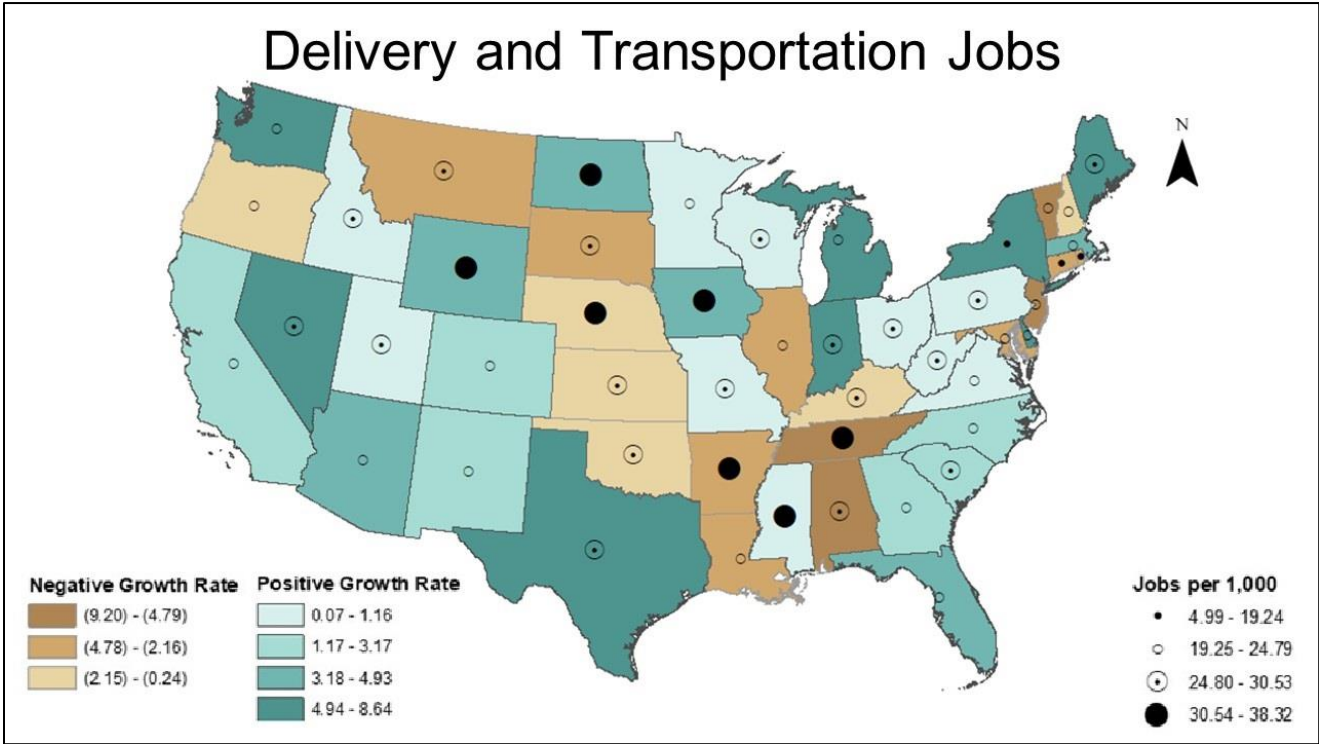 Delivery and Transportation Jobs
N
Negative Growth Rate
(9.20) - (4.79)
(4.78) - (2.16)
(2.15) - (0.24)
Positive Growth Rate
0.07 - 1.16
1.17 - 3.17
3.18 - 4.93
4.94 - 8.64
Jobs per 1,000
4.99 - 19.24
19.25 - 24.79
24.80 - 30.53
30.54 - 38.32